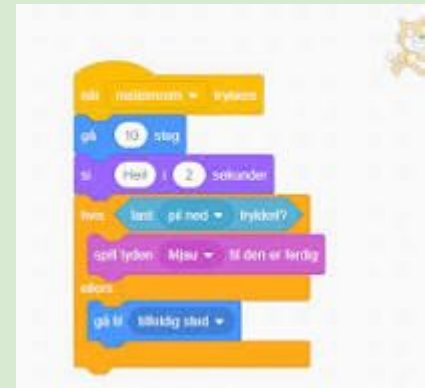 når mellomrom trykkes
gå 10 steg
si Hei! i 2 sekunder
hvis tast pil ned trykket?
spill lyden Mjau til den er ferdig
ellers
gå til tilfeldig sted